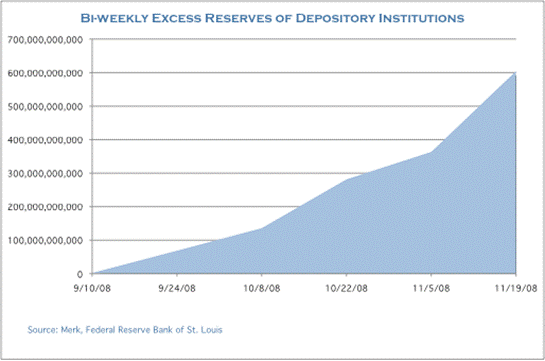 BI-WEEKLY EXCESS RESERVES OF DEPOSITORY INSTITUTIONS
700,000,000,000
600,000,000,000
500,000,000,000
400,000,000,000
300,000,000,000
200,000,000,000
100,000,000,000
0
9/10/08 9/24/08 10/8/08 10/22/08 11/5/08 11/19/08
Source: Merk, Federal Reserve Bank of St. Louis